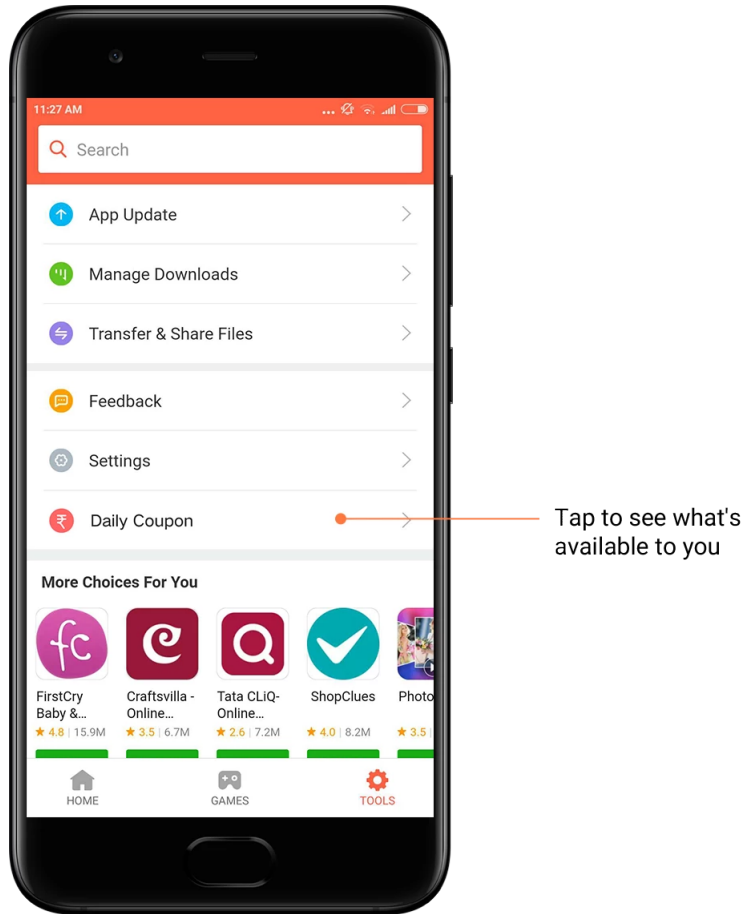 11:27 AM
Search
App Update
Manage Downloads
Transfer & Share Files
Feedback
Settings
₹ Daily Coupon
Tap to see what's
available to you
More Choices For You
fc
FirstCry
Baby &...
★ 4.8 | 15.9M
Craftsvilla -
Online...
★ 3.5 | 6.7M
Tata CLiQ-
Online...
★ 2.6 | 7.2M
ShopClues
★ 4.0 | 8.2M
Photo
★ 3.5 |
HOME
GAMES
TOOLS